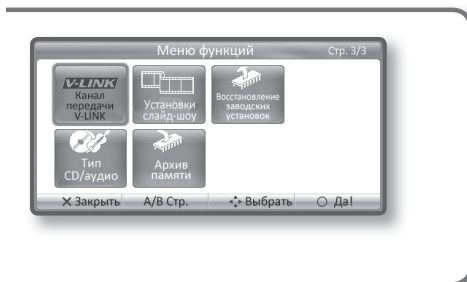 Меню функций Стр. 3/3
V-LINK
Канал
передачи
V-LINK
Установки
слайд-шоу
Восстановление
заводских
установок
Тип
CD/аудио
Архив
памяти
Закрыть A/B Стр. Выбрать Да!